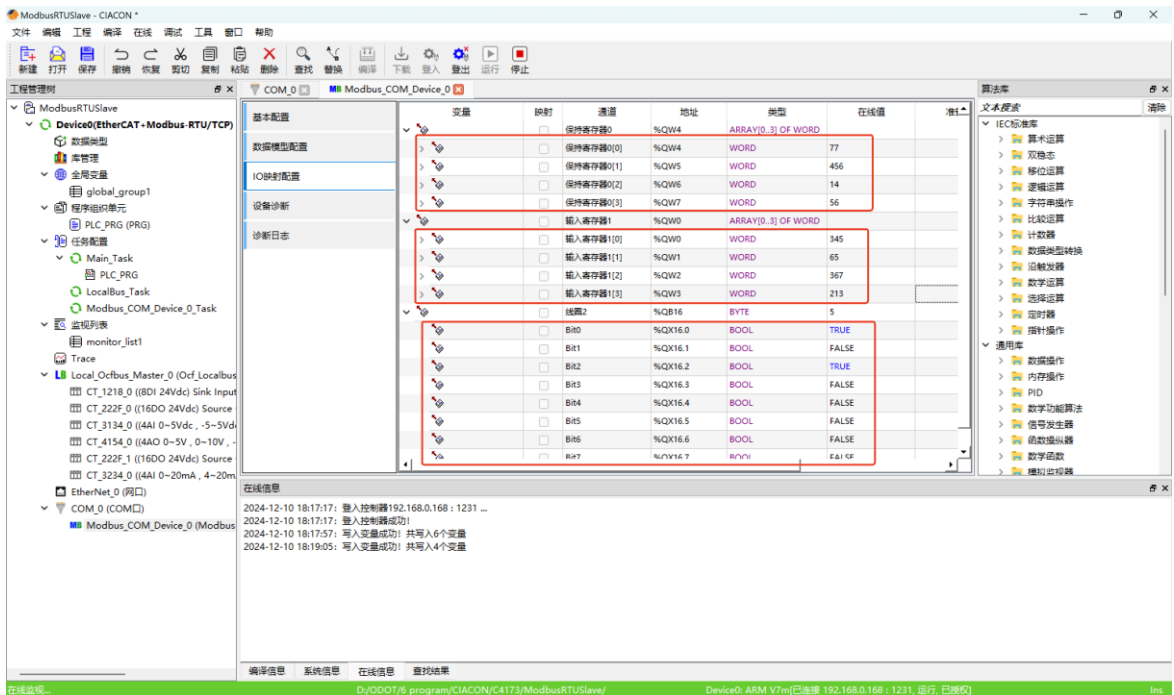 ModbusRTUSlave - CIACON *
文件 编辑 工程 编译 在线 调试 工具 窗口 帮助
新建 打开 保存 撤销 恢复 剪切 复制 粘贴 删除 查找 替换 编译 下载 登入 登出 运行 停止
工程管理树
ModbusRTUSlave
Device0(EtherCAT+Modbus-RTU/TCP)
数据类型
库管理
全局变量
global_group1
程序组织单元
PLC_PRG (PRG)
任务配置
Main_Task
PLC_PRG
LocalBus_Task
Modbus_COM_Device_0_Task
监视列表
monitor_list1
Trace
Local_Ocfbus_Master_0 (Ocf_Localbus
CT_1218_0 ((8DI 24Vdc) Sink Input
CT_222F_0 ((16DO 24Vdc) Source
CT_3134_0 ((4AI 0~5Vdc , -5~5Vd
CT_4154_0 ((4AO 0~5V , 0~10V , -
CT_222F_1 ((16DO 24Vdc) Source
CT_3234_0 ((4AI 0~20mA , 4~20m
EtherNet_0 (网口)
COM_0 (COM口)
MB Modbus_COM_Device_0 (Modbus
COM_0 MB Modbus_COM_Device_0
基本配置
数据模型配置
IO映射配置
设备诊断
诊断日志
变量 映射 通道 地址 类型 在线值 准
保持寄存器0 %QW4 ARRAY[0..3] OF WORD
保持寄存器0[0] %QW4 WORD 77
保持寄存器0[1] %QW5 WORD 456
保持寄存器0[2] %QW6 WORD 14
保持寄存器0[3] %QW7 WORD 56
输入寄存器1 %QW0 ARRAY[0..3] OF WORD
输入寄存器1[0] %QW0 WORD 345
输入寄存器1[1] %QW1 WORD 65
输入寄存器1[2] %QW2 WORD 367
输入寄存器1[3] %QW3 WORD 213
线圈2 %QB16 BYTE 5
Bit0 %QX16.0 BOOL TRUE
Bit1 %QX16.1 BOOL FALSE
Bit2 %QX16.2 BOOL TRUE
Bit3 %QX16.3 BOOL FALSE
Bit4 %QX16.4 BOOL FALSE
Bit5 %QX16.5 BOOL FALSE
Bit6 %QX16.6 BOOL FALSE
Bit7 %QX16.7 BOOL FALSE
算法库
文本搜索 清除
IEC标准库
算术运算
双稳态
移位运算
逻辑运算
字符串操作
比较运算
计数器
数据类型转换
沿触发器
数学运算
选择运算
定时器
指针操作
通用库
数据操作
内存操作
PID
数学功能算法
信号发生器
函数操纵器
数学函数
模拟监视器
在线信息
2024-12-10 18:17:17: 登入控制器192.168.0.168 : 1231 ...
2024-12-10 18:17:17: 登入控制器成功!
2024-12-10 18:17:57: 写入变量成功! 共写入6个变量
2024-12-10 18:19:05: 写入变量成功! 共写入4个变量
编译信息 系统信息 在线信息 查找结果
在线监视... D:/ODOT/6 program/CIACON/C4173/ModbusRTUSlave/ Device0: ARM V7m[已连接 192.168.0.168 : 1231, 运行, 已授权] Ins